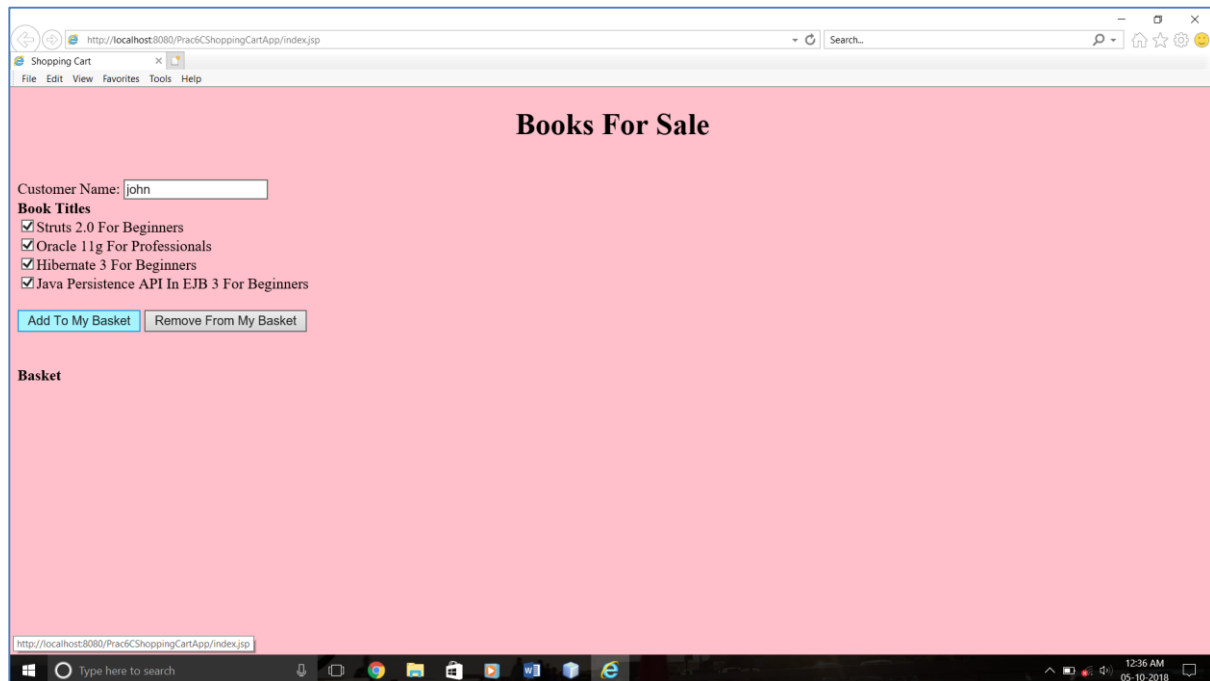 http://localhost:8080/Prac6CShoppingCartApp/index.jsp
Search...
Shopping Cart
File Edit View Favorites Tools Help
Books For Sale
Customer Name: john
Book Titles
Struts 2.0 For Beginners
Oracle 11g For Professionals
Hibernate 3 For Beginners
Java Persistence API In EJB 3 For Beginners
Add To My Basket Remove From My Basket
Basket
http://localhost:8080/Prac6CShoppingCartApp/index.jsp
Type here to search
12:36 AM
05-10-2018